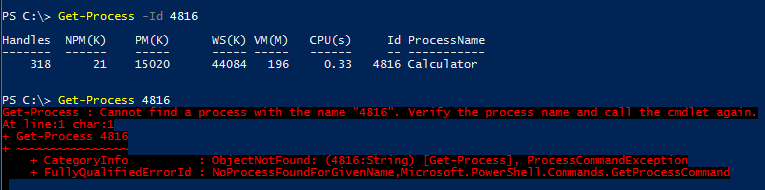 PS C:\> Get-Process -Id 4816
Handles NPM(K) PM(K) WS(K) VM(M) CPU(s) Id ProcessName
------- ------ ----- ----- ----- ------ -- -----------
318 21 15020 44084 196 0.33 4816 Calculator
PS C:\> Get-Process 4816
Get-Process : Cannot find a process with the name "4816". Verify the process name and call the cmdlet again.
At line:1 char:1
+ Get-Process 4816
+ ~~~~~~~~~~~~~~~~
+ CategoryInfo : ObjectNotFound: (4816:String) [Get-Process], ProcessCommandException
+ FullyQualifiedErrorId : NoProcessFoundForGivenName,Microsoft.PowerShell.Commands.GetProcessCommand